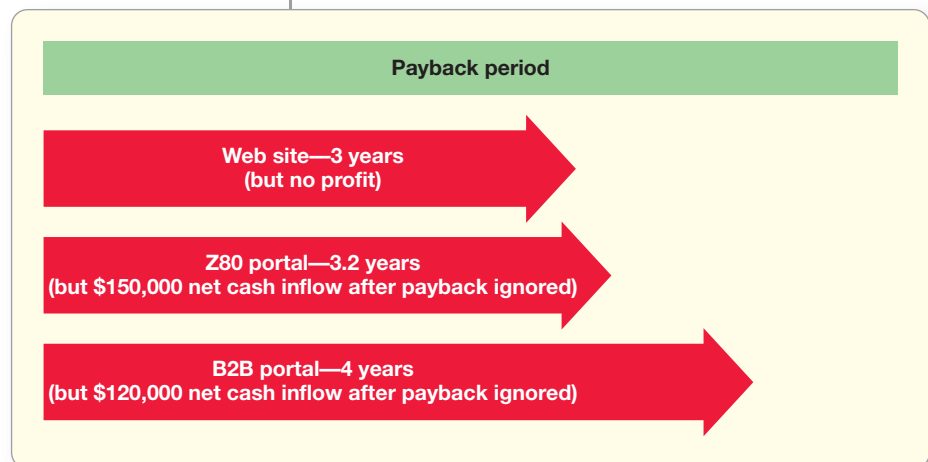 Payback period
Web site—3 years
(but no profit)
Z80 portal—3.2 years
(but $150,000 net cash inflow after payback ignored)
B2B portal—4 years
(but $120,000 net cash inflow after payback ignored)